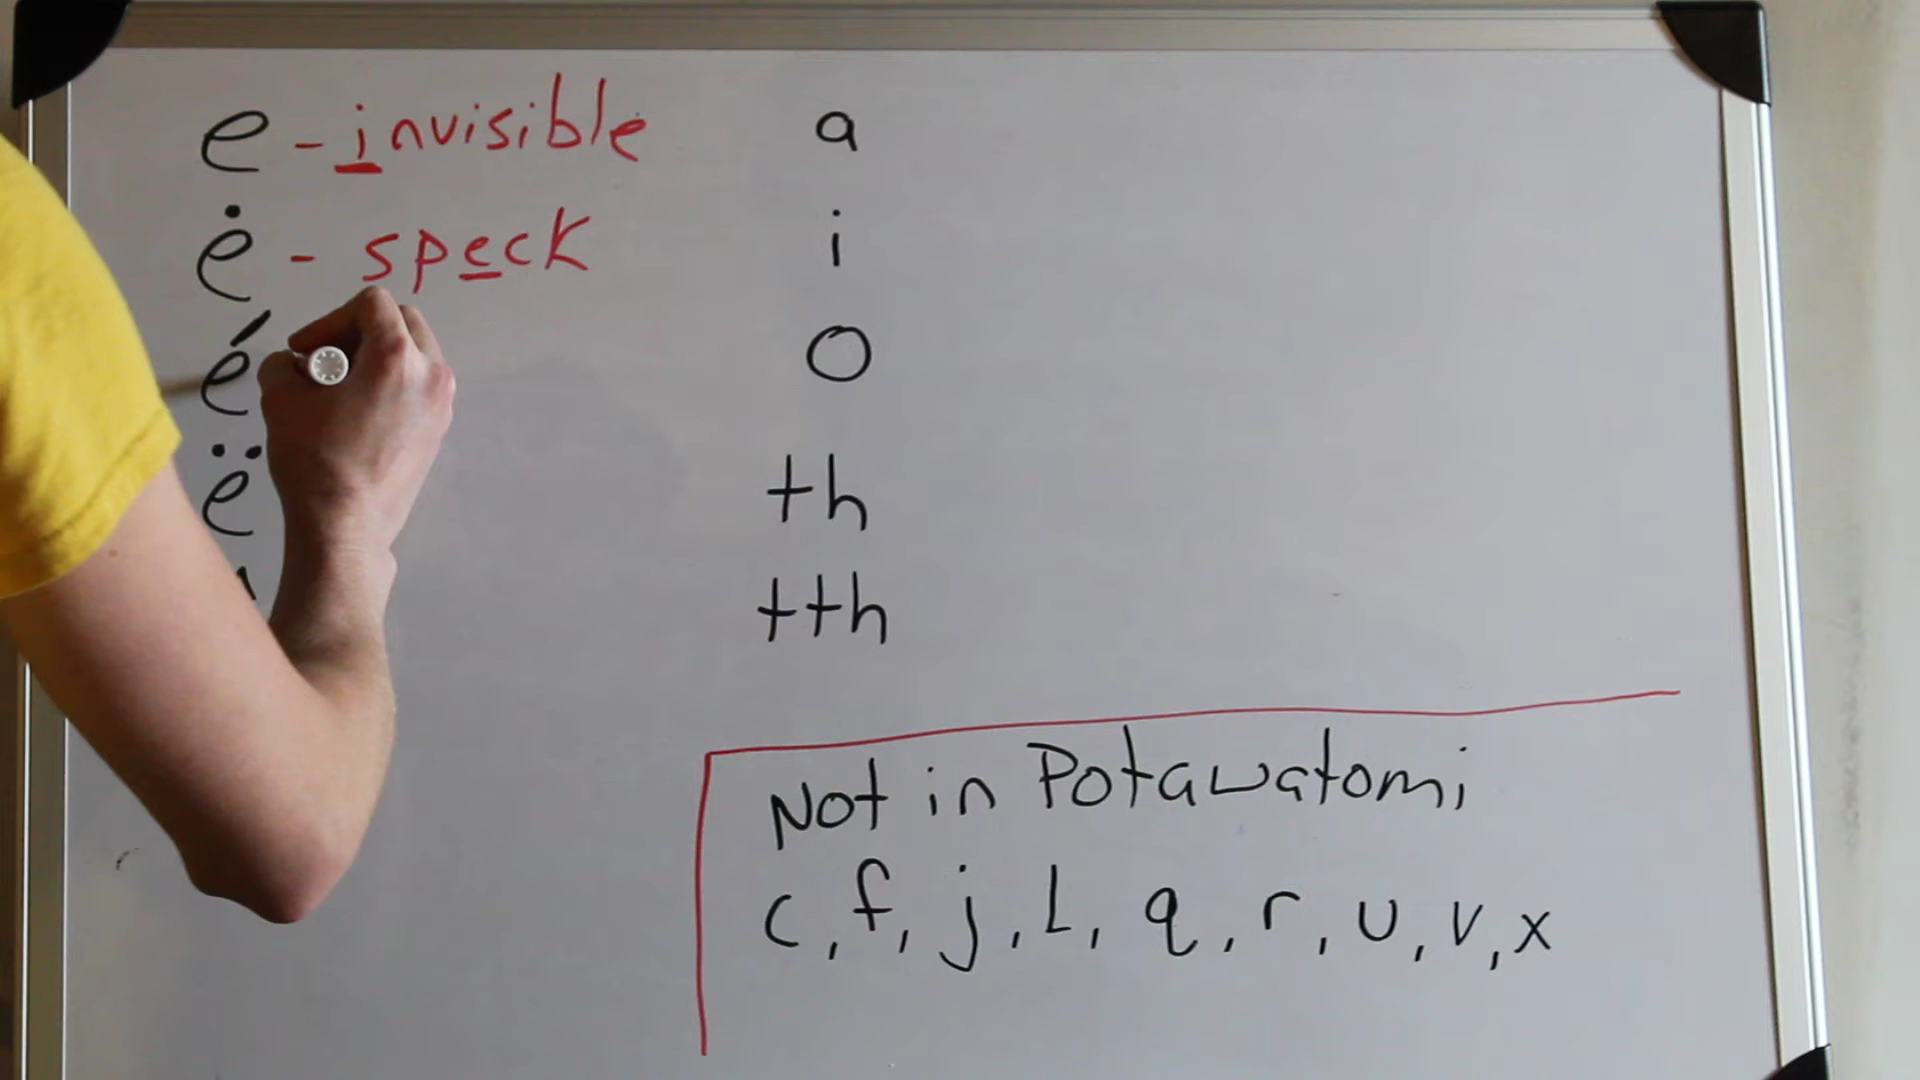 e - invisible
ė - speck
é
ë
a
i
o
th
tth
Not in Potawatomi
c, f, j, L, q, r, u, v, x